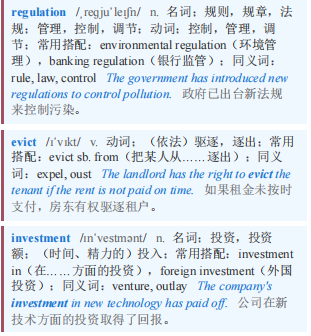 regulation /ˌreɡjuˈleɪʃn/ n. 名词；规则，规章，法
规；管理，控制，调节；动词；控制，管理，调
节；常用搭配：environmental regulation（环境管
理），banking regulation（银行监管）；同义词：
rule, law, control The government has introduced new
regulations to control pollution. 政府已出台新法规
来控制污染。
evict /ɪˈvɪkt/ v. 动词；（依法）驱逐，逐出；常用
搭配：evict sb. from（把某人从……逐出）；同义
词：expel, oust The landlord has the right to evict the
tenant if the rent is not paid on time. 如果租金未按时
支付，房东有权驱逐租户。
investment /ɪnˈvestmənt/ n. 名词；投资，投资
额；（时间、精力的）投入；常用搭配：investment
in（在……方面的投资），foreign investment（外国
投资）；同义词：venture, outlay The company's
investment in new technology has paid off. 公司在新
技术方面的投资取得了回报。